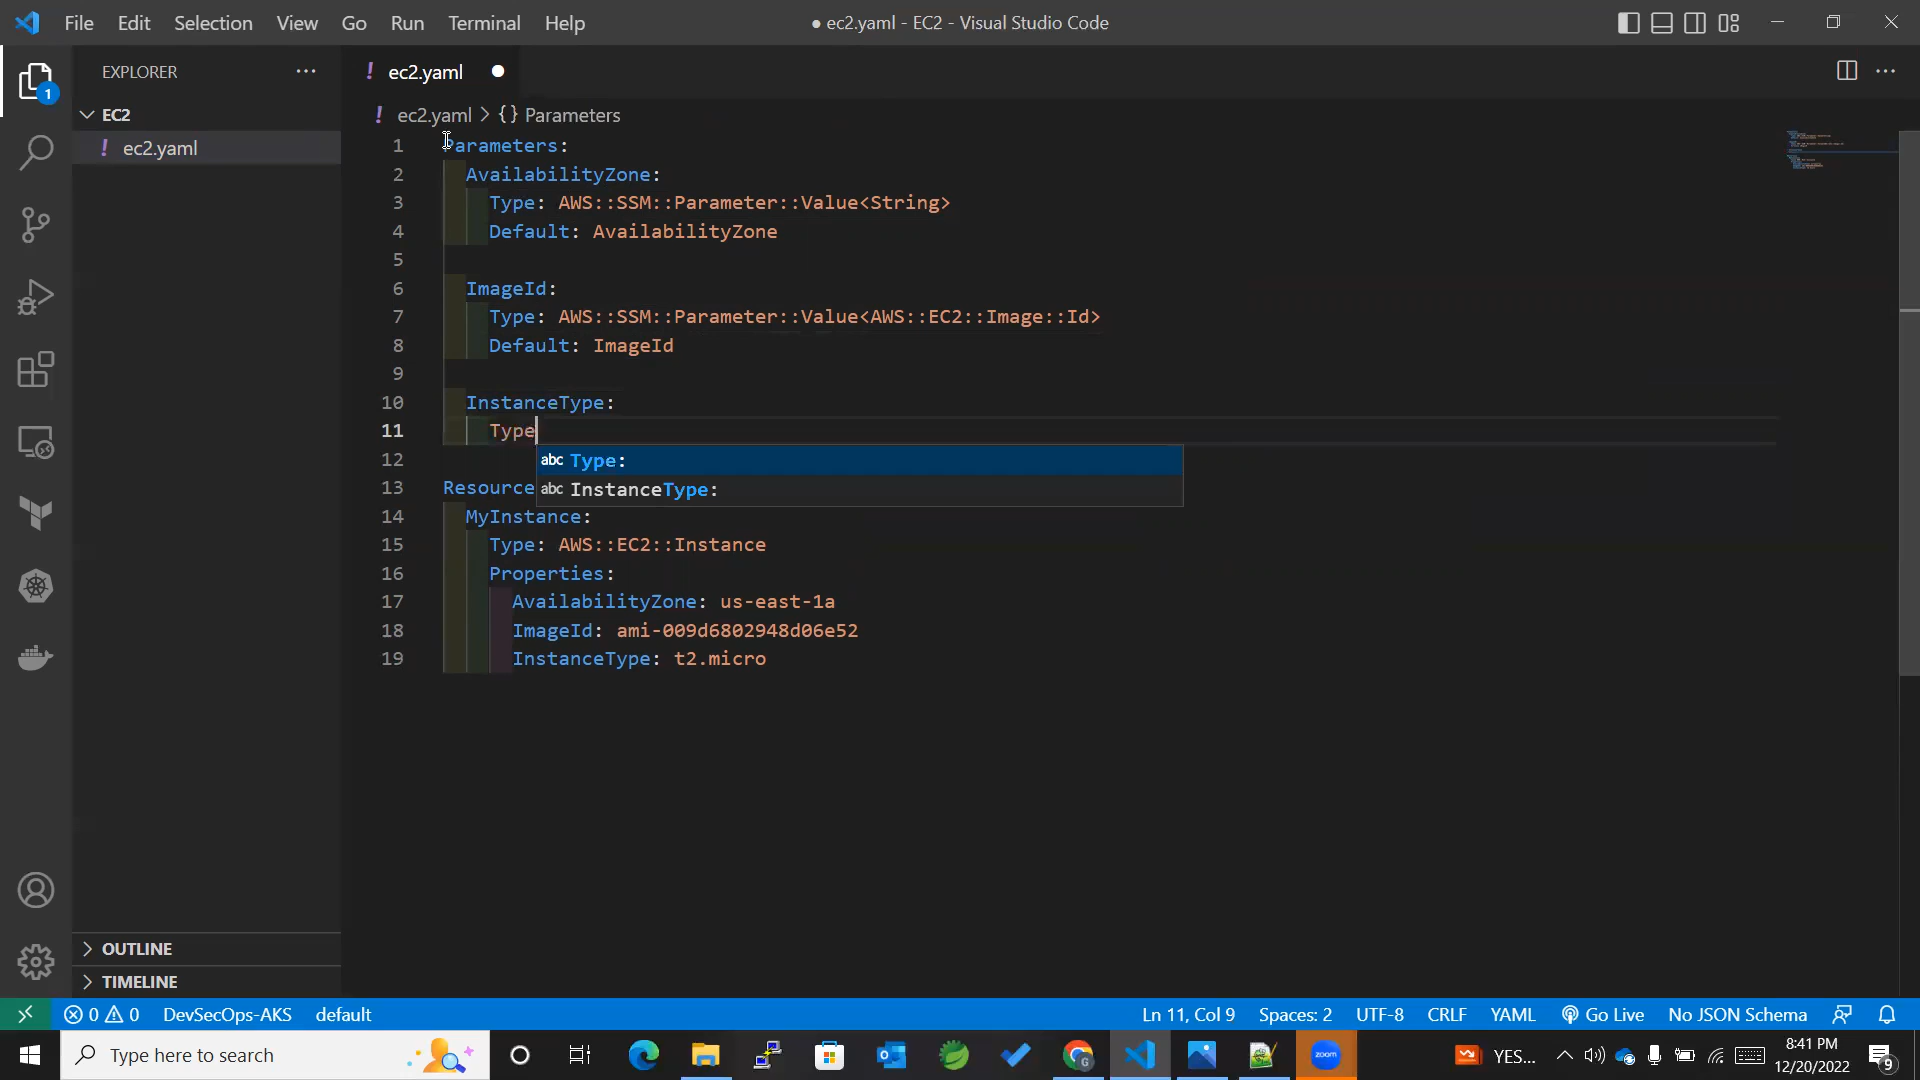 File Edit Selection View Go Run Terminal Help
● ec2.yaml - EC2 - Visual Studio Code
EXPLORER
EC2
! ec2.yaml
1
! ec2.yaml
! ec2.yaml > {} Parameters
1 Parameters:
2 AvailabilityZone:
3 Type: AWS::SSM::Parameter::Value<String>
4 Default: AvailabilityZone
5
6 ImageId:
7 Type: AWS::SSM::Parameter::Value<AWS::EC2::Image::Id>
8 Default: ImageId
9
10 InstanceType:
11 Type
12 abc Type:
13 Resource abc InstanceType:
14 MyInstance:
15 Type: AWS::EC2::Instance
16 Properties:
17 AvailabilityZone: us-east-1a
18 ImageId: ami-009d6802948d06e52
19 InstanceType: t2.micro
OUTLINE
TIMELINE
0 0 DevSecOps-AKS default
Ln 11, Col 9 Spaces: 2 UTF-8 CRLF YAML Go Live No JSON Schema
Type here to search
zoom
YES...
8:41 PM
12/20/2022
9